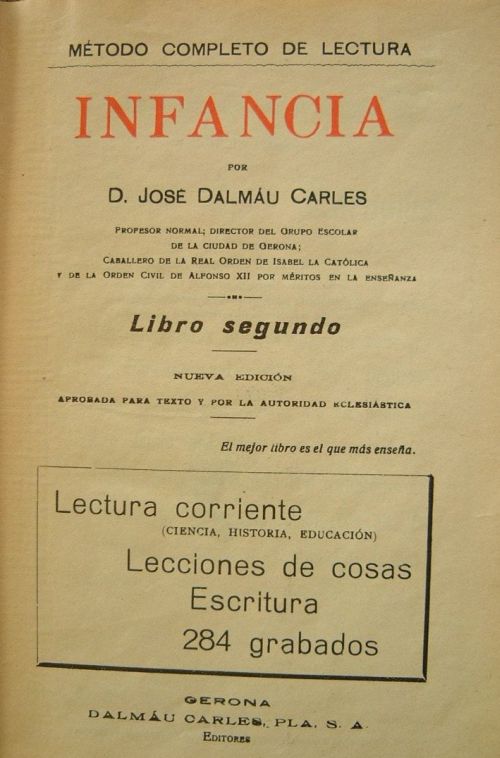 MÉTODO COMPLETO DE LECTURA
INFANCIA
POR
D. JOSÉ DALMÁU CARLES
PROFESOR NORMAL; DIRECTOR DEL GRUPO ESCOLAR
DE LA CIUDAD DE GERONA;
CABALLERO DE LA REAL ORDEN DE ISABEL LA CATÓLICA
Y DE LA ORDEN CIVIL DE ALFONSO XII POR MÉRITOS EN LA ENSEÑANZA
Libro segundo
NUEVA EDICIÓN
APROBADA PARA TEXTO Y POR LA AUTORIDAD ECLESIÁSTICA
El mejor libro es el que más enseña.
Lectura corriente
(CIENCIA, HISTORIA, EDUCACIÓN)
Lecciones de cosas
Escritura
284 grabados
GERONA
DALMÁU CARLES, PLA, S. A.
EDITORES